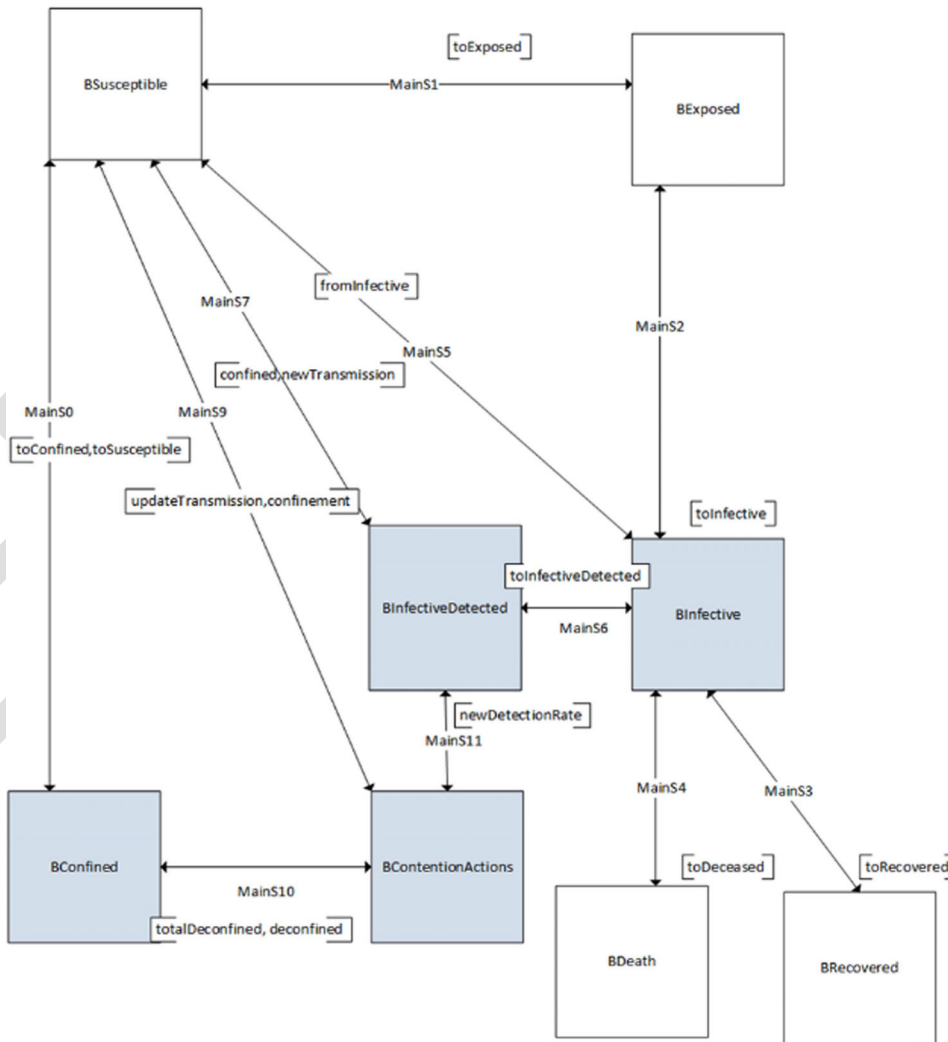 [toExposed]
BSusceptible
MainS1
BExposed
[fromInfective]
MainS7
MainS2
MainS5
[confined,newTransmission]
MainS0
MainS9
[toConfined,toSusceptible]
[updateTransmission,confinement]
[toInfective]
[toInfectiveDetected]
BInfectiveDetected
BInfective
MainS6
[newDetectionRate]
MainS11
MainS4
MainS3
BConfined
BContentionActions
[toDeceased]
[toRecovered]
MainS10
[totalDeconfined, deconfined]
BDeath
BRecovered